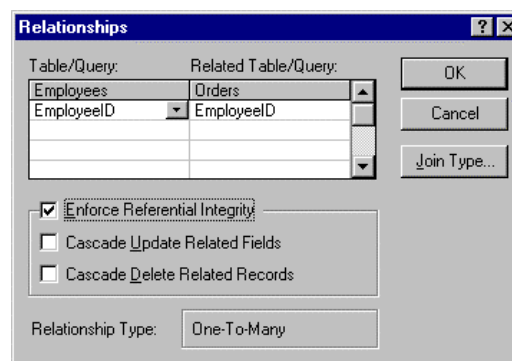 Relationships
Table/Query: Related Table/Query:
Employees Orders
EmployeeID EmployeeID
OK
Cancel
Join Type...
Enforce Referential Integrity
Cascade Update Related Fields
Cascade Delete Related Records
Relationship Type: One-To-Many